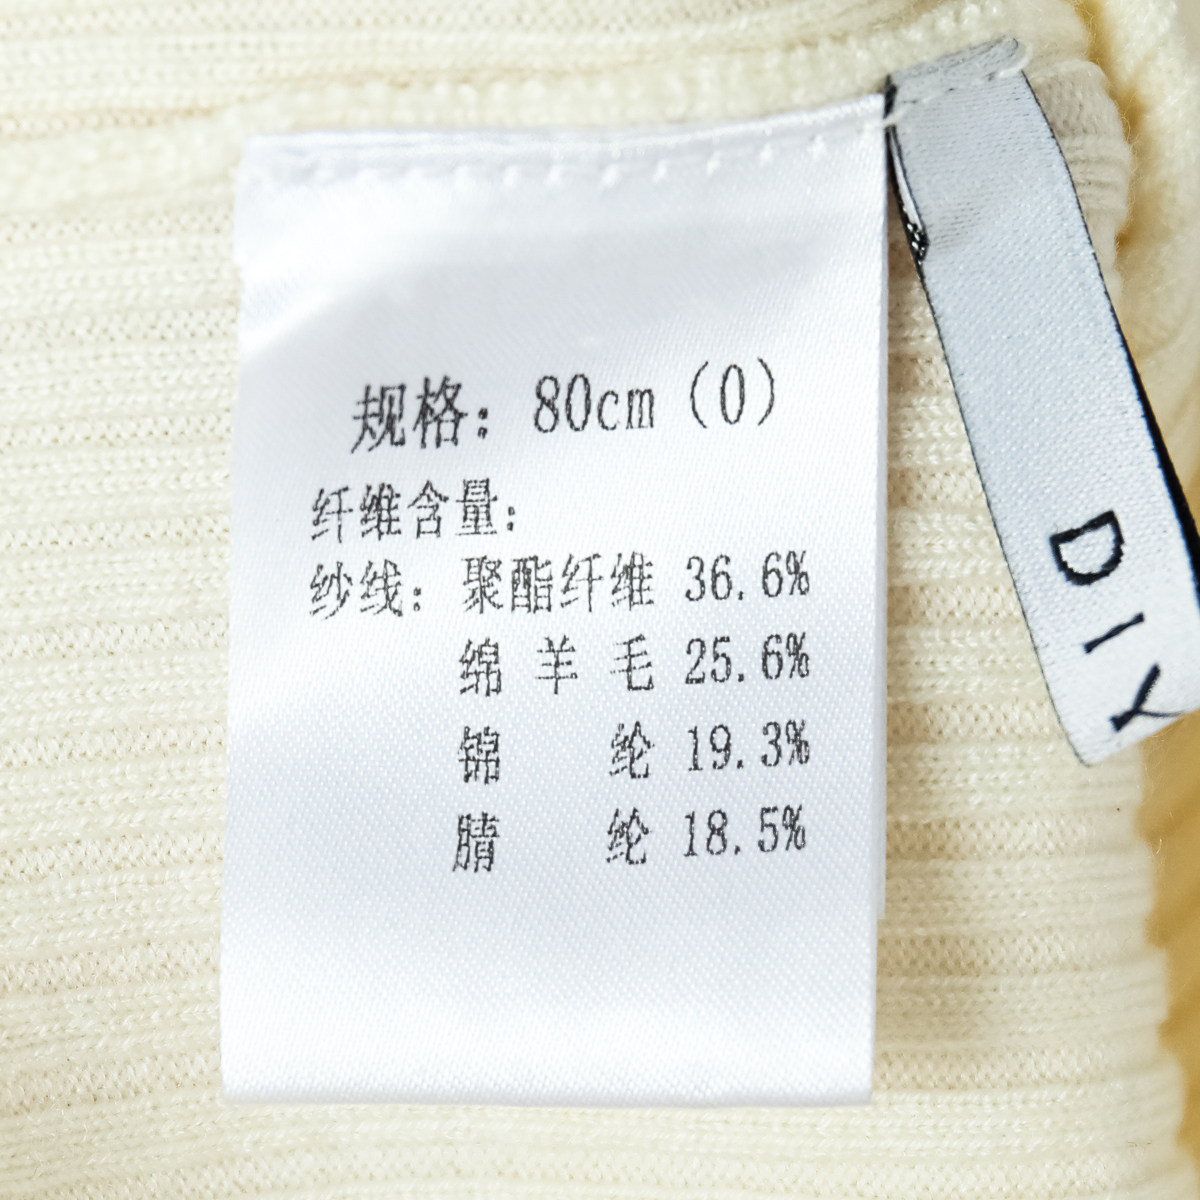 规格：80cm（0）
纤维含量：
纱线：聚酯纤维 36.6%
绵羊毛 25.6%
锦纶 19.3%
腈纶 18.5%
DIY